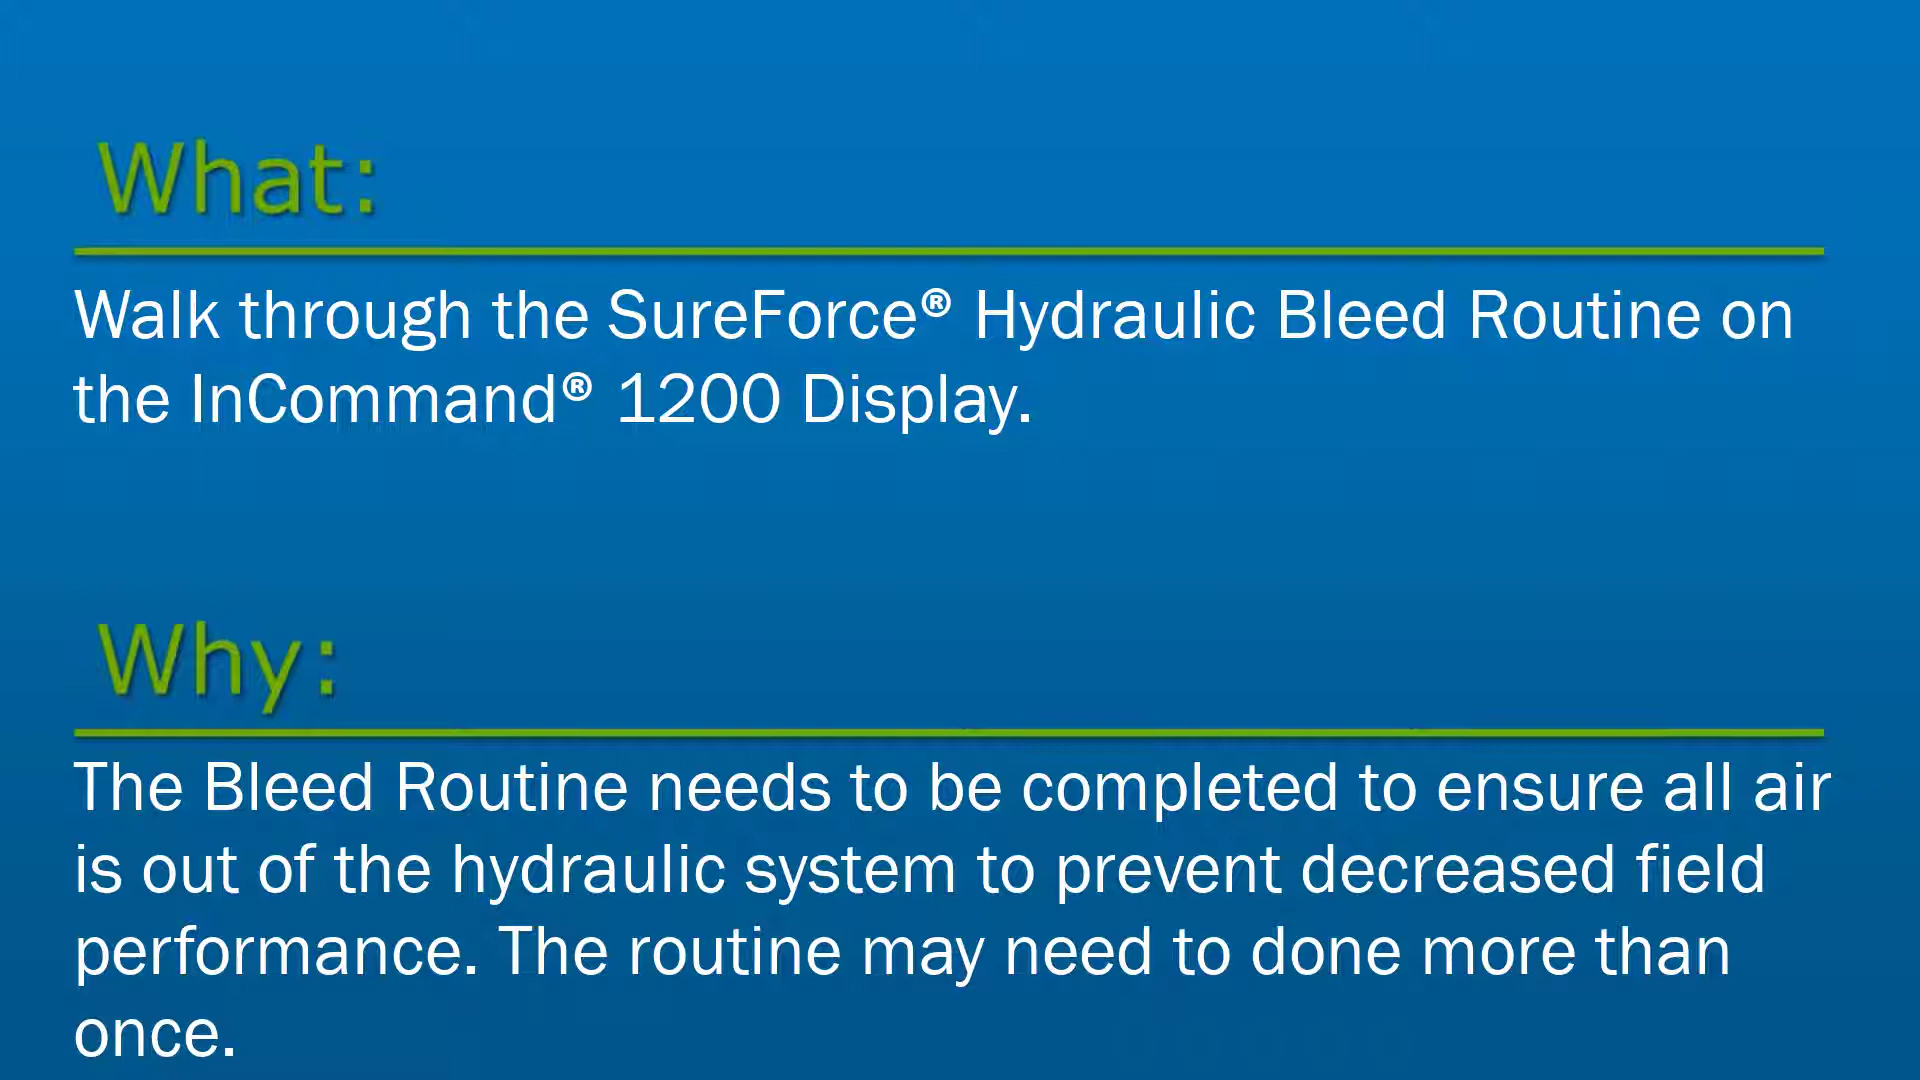 What:
Walk through the SureForce® Hydraulic Bleed Routine on
the InCommand® 1200 Display.
Why:
The Bleed Routine needs to be completed to ensure all air
is out of the hydraulic system to prevent decreased field
performance. The routine may need to done more than
once.